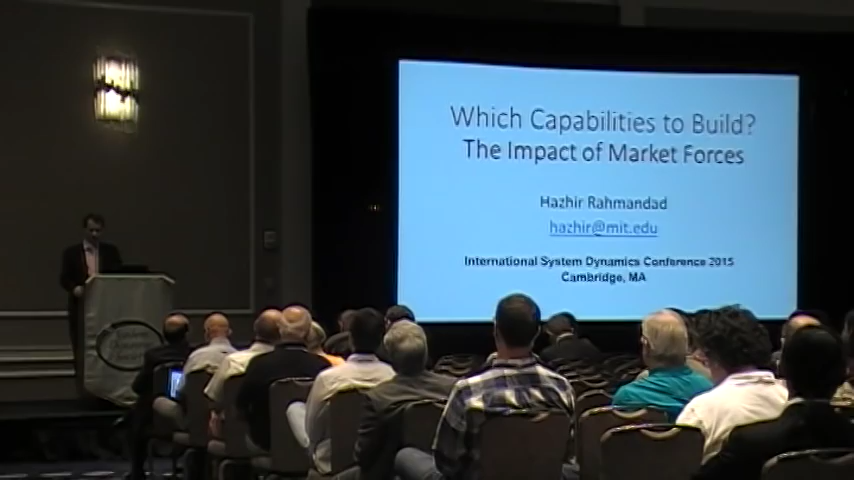 Which Capabilities to Build?
The Impact of Market Forces
Hazhir Rahmandad
hazhir@mit.edu
International System Dynamics Conference 2015
Cambridge, MA